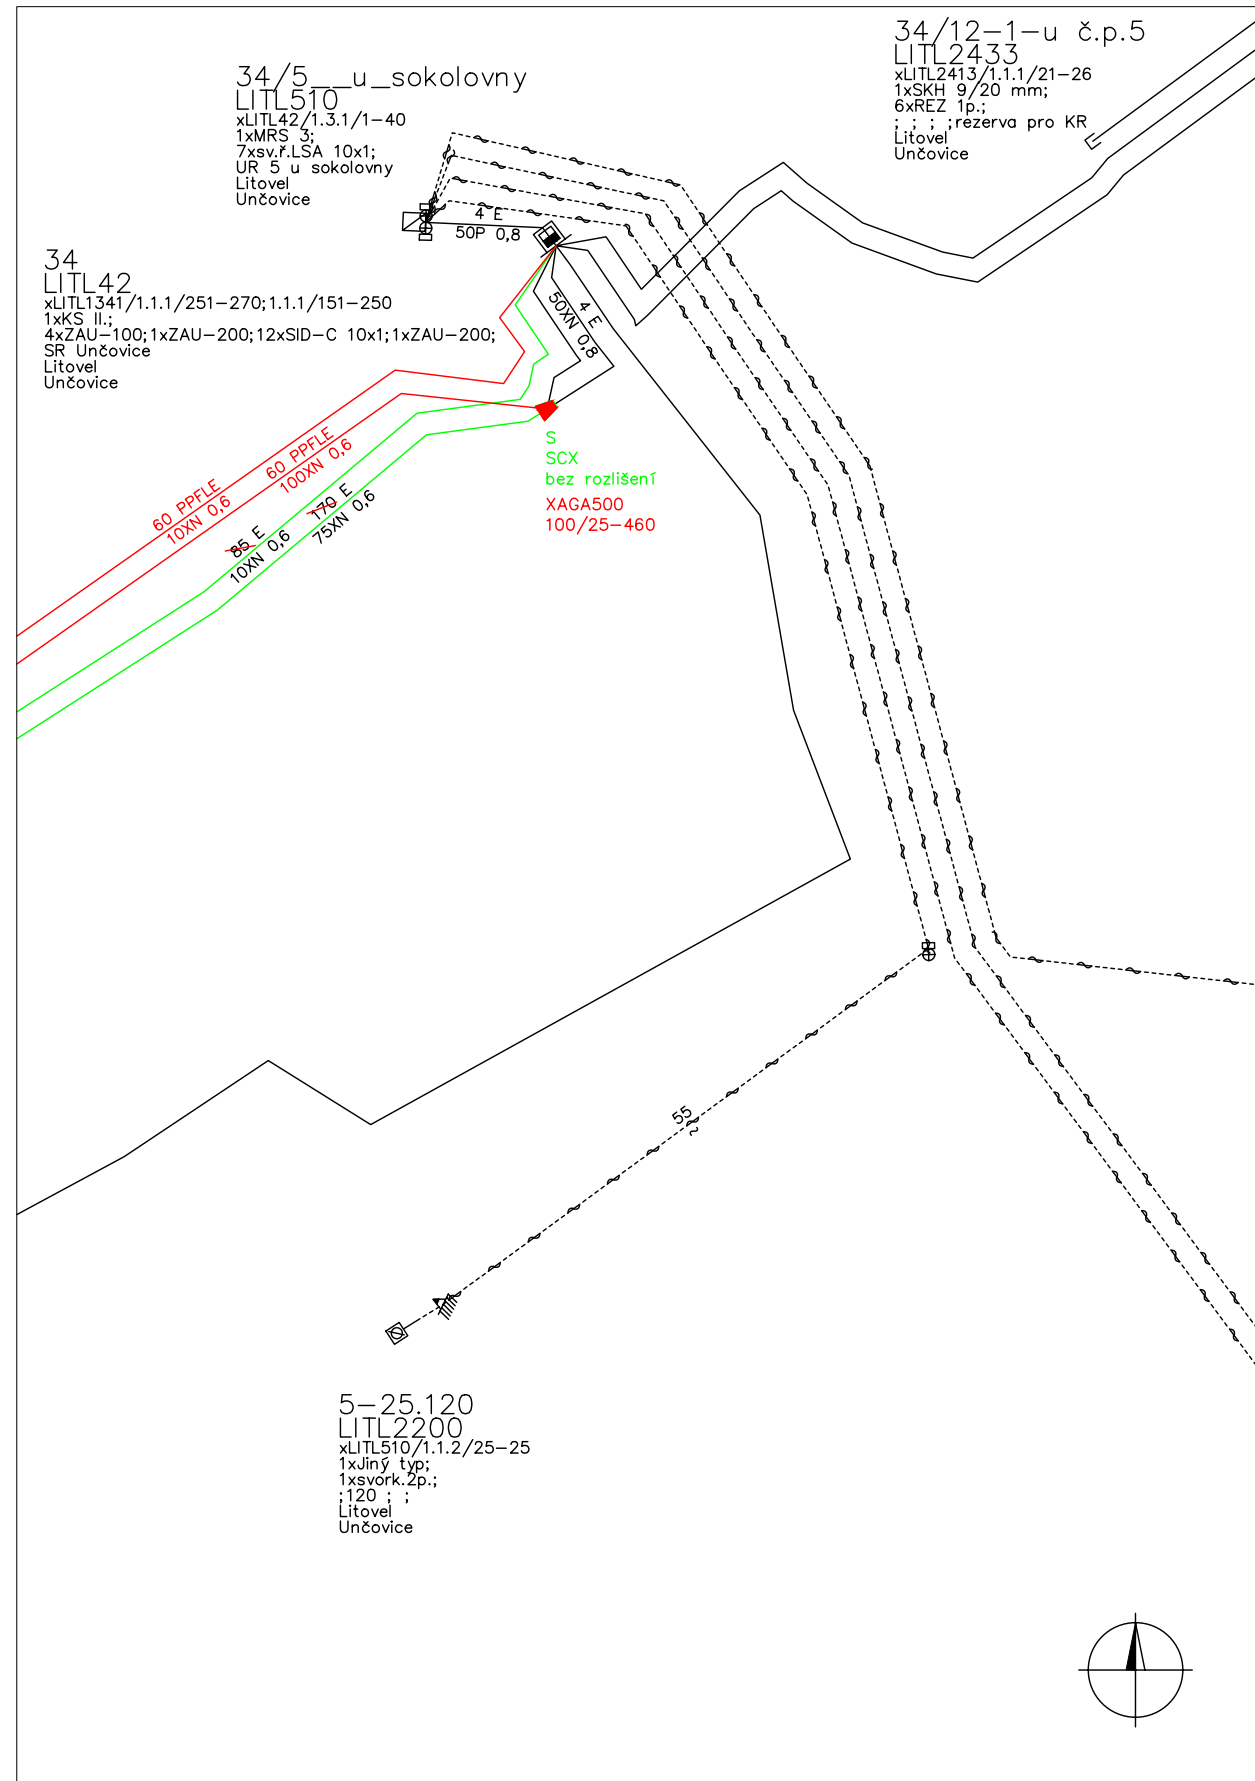 34/12-1-u č.p.5
LITL2433
xLITL2413/1.1.1/21-26
1xSKH 9/20 mm;
6xREZ 1p.;
; ; ; ;rezerva pro KR
Litovel
Unčovice
34/5__u_sokolovny
LITL510
xLITL42/1.3.1/1-40
1xMRS 3;
7xsv.ř.LSA 10x1;
UR 5 u sokolovny
Litovel
Unčovice
4 E
50P 0,8
34
LITL42
xLITL1341/1.1.1/251-270;1.1.1/151-250
1xKS II.;
4xZAU-100;1xZAU-200;12xSID-C 10x1;1xZAU-200;
SR Unčovice
Litovel
Unčovice
4 E
50XN 0,8
S
SCX
bez rozlišení
XAGA500
100/25-460
60 PPFLE
100XN 0,6
60 PPFLE
10XN 0,6
170 E
75XN 0,6
85 E
10XN 0,6
55
~
5-25.120
LITL2200
xLITL510/1.1.2/25-25
1xJiný typ;
1xsvork.2p.;
;120 ; ;
Litovel
Unčovice